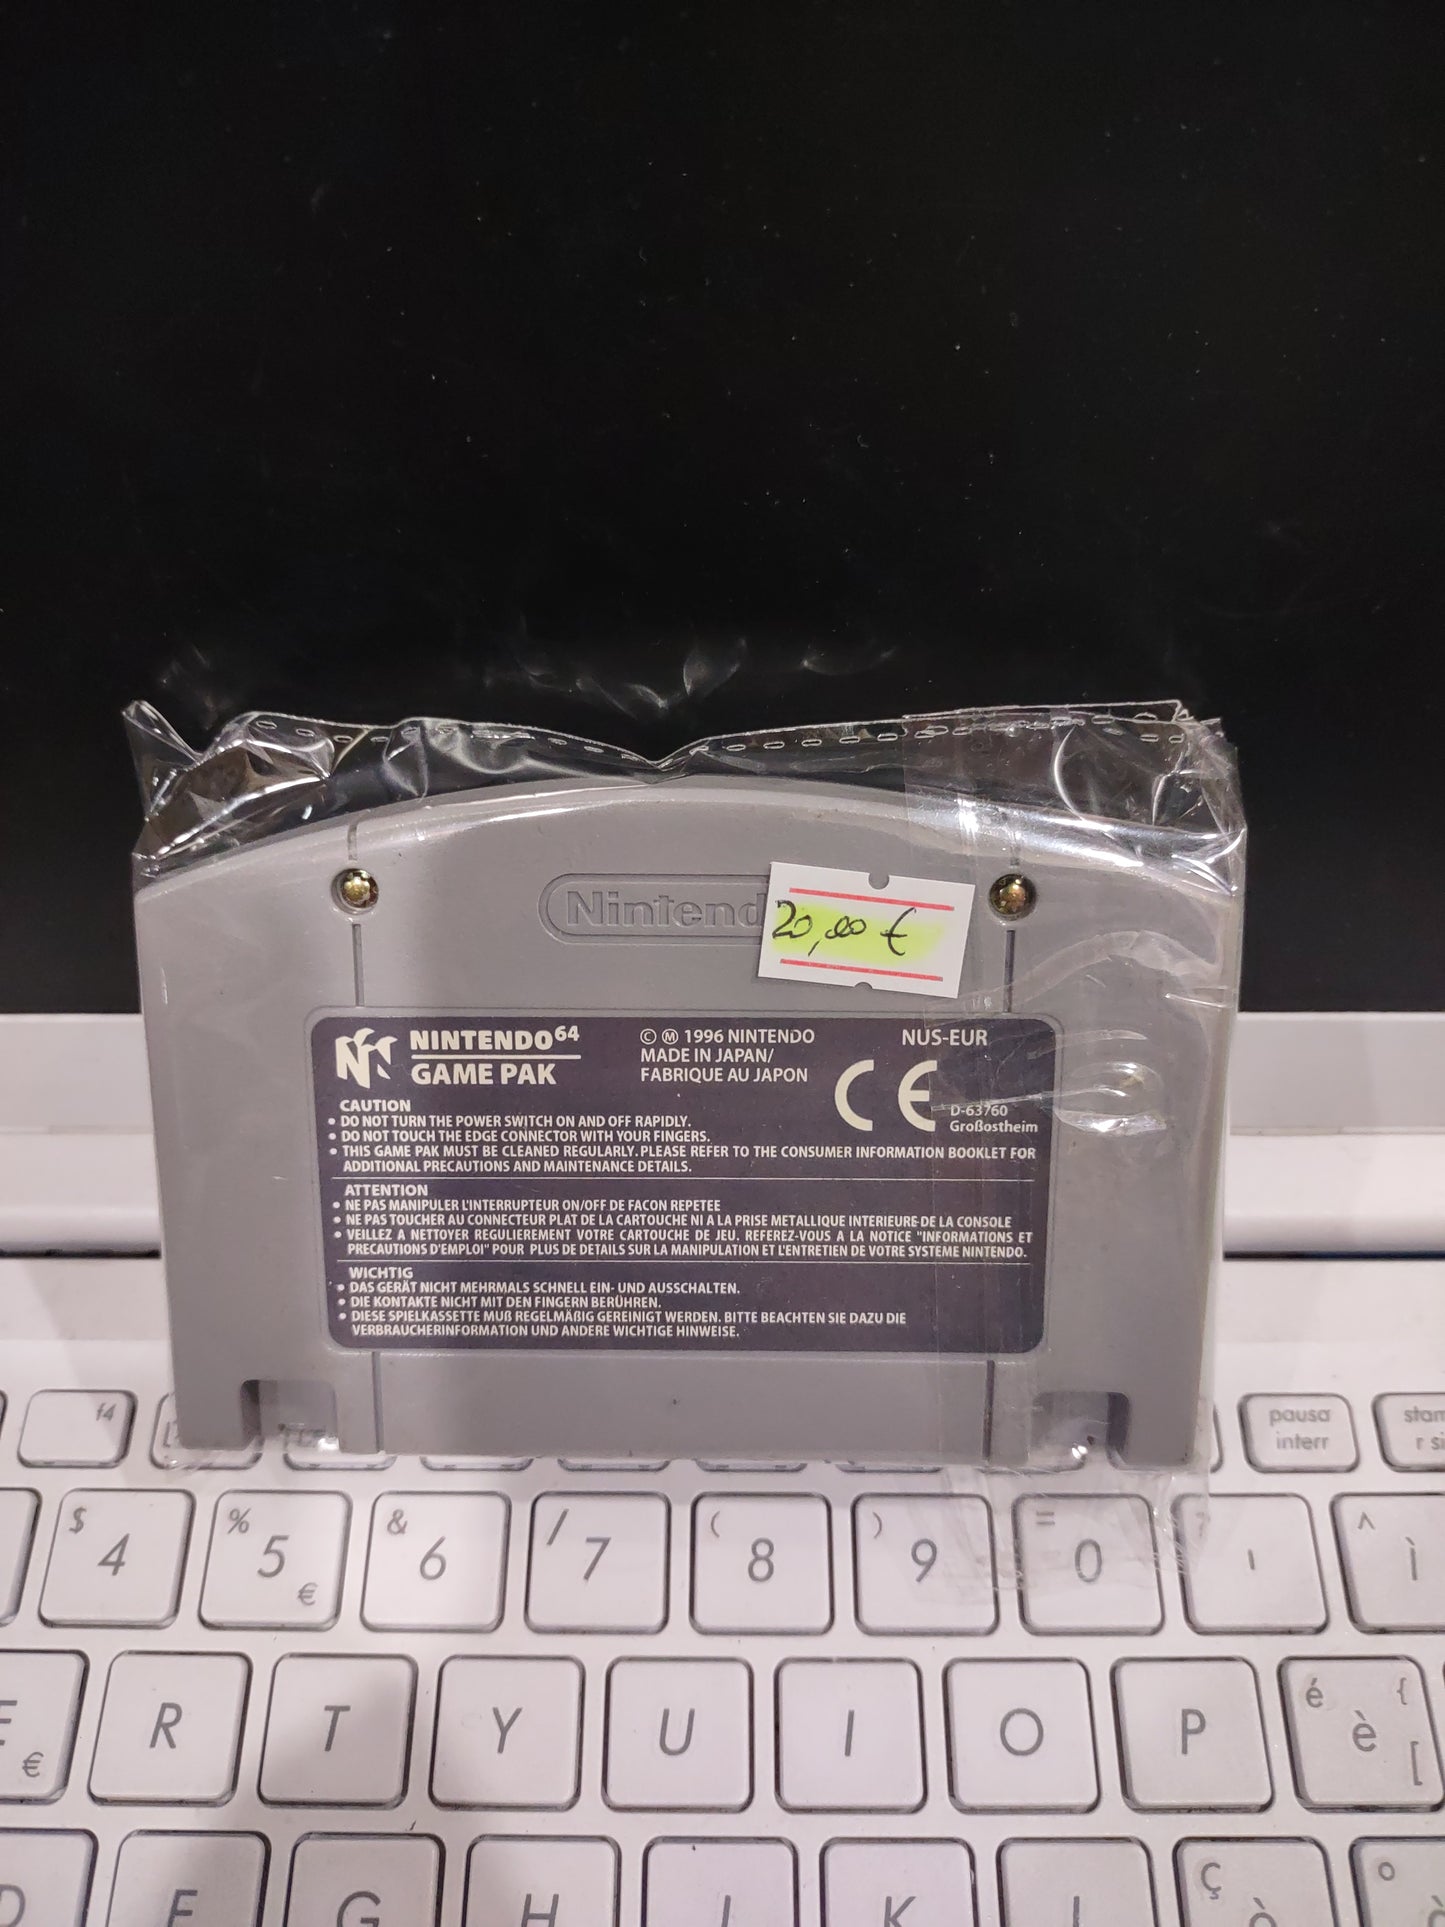 Nintend
20,00 €
NINTENDO64
GAME PAK
© Ⓜ 1996 NINTENDO
MADE IN JAPAN/
FABRIQUE AU JAPON
NUS-EUR
CE
D-63760
Großostheim
CAUTION
• DO NOT TURN THE POWER SWITCH ON AND OFF RAPIDLY.
• DO NOT TOUCH THE EDGE CONNECTOR WITH YOUR FINGERS.
• THIS GAME PAK MUST BE CLEANED REGULARLY. PLEASE REFER TO THE CONSUMER INFORMATION BOOKLET FOR
ADDITIONAL PRECAUTIONS AND MAINTENANCE DETAILS.
ATTENTION
• NE PAS MANIPULER L'INTERRUPTEUR ON/OFF DE FACON REPETEE
• NE PAS TOUCHER AU CONNECTEUR PLAT DE LA CARTOUCHE NI A LA PRISE METALLIQUE INTERIEURE DE LA CONSOLE
• VEILLEZ A NETTOYER REGULIEREMENT VOTRE CARTOUCHE DE JEU. REFEREZ-VOUS A LA NOTICE "INFORMATIONS ET
PRECAUTIONS D'EMPLOI" POUR PLUS DE DETAILS SUR LA MANIPULATION ET L'ENTRETIEN DE VOTRE SYSTEME NINTENDO.
WICHTIG
• DAS GERÄT NICHT MEHRMALS SCHNELL EIN- UND AUSSCHALTEN.
• DIE KONTAKTE NICHT MIT DEN FINGERN BERÜHREN.
• DIESE SPIELKASSETTE MUß REGELMÄßIG GEREINIGT WERDEN. BITTE BEACHTEN SIE DAZU DIE
VERBRAUCHERINFORMATION UND ANDERE WICHTIGE HINWEISE.
f4
pausa
interr
stam
r si
$ 4 % 5 € & 6 / 7 ( 8 ) 9 = 0 ? ' ^ ì
€ R T Y U I O P é è { [
D F G H J K L ç ò °